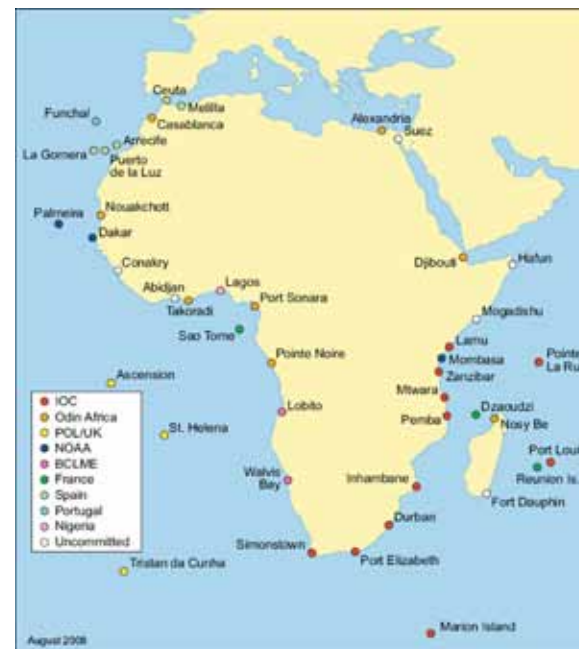 Ceuta
Melilla
Funchal
Casablanca
Alexandria
Suez
Arrecife
La Gomera
Puerto
de la Luz
Nouakchott
Palmeira
Dakar
Conakry
Djibouti
Hafun
Abidjan
Lagos
Takoradi
Port Sonara
Mogadishu
Sao Tome
Lamu
Pointe
La Ru
Mombasa
Pointe Noire
Zanzibar
Ascension
Mtwara
Dzaoudzi
IOC
Odin Africa
POL/UK
NOAA
BCLME
France
Spain
Portugal
Nigeria
Uncommitted
Lobito
Pemba
Nosy Be
St. Helena
Port Loui
Walvis
Bay
Inhambane
Reunion Is.
Fort Dauphin
Durban
Simonstown
Port Elizabeth
Tristan da Cunha
Marion Island
August 2008